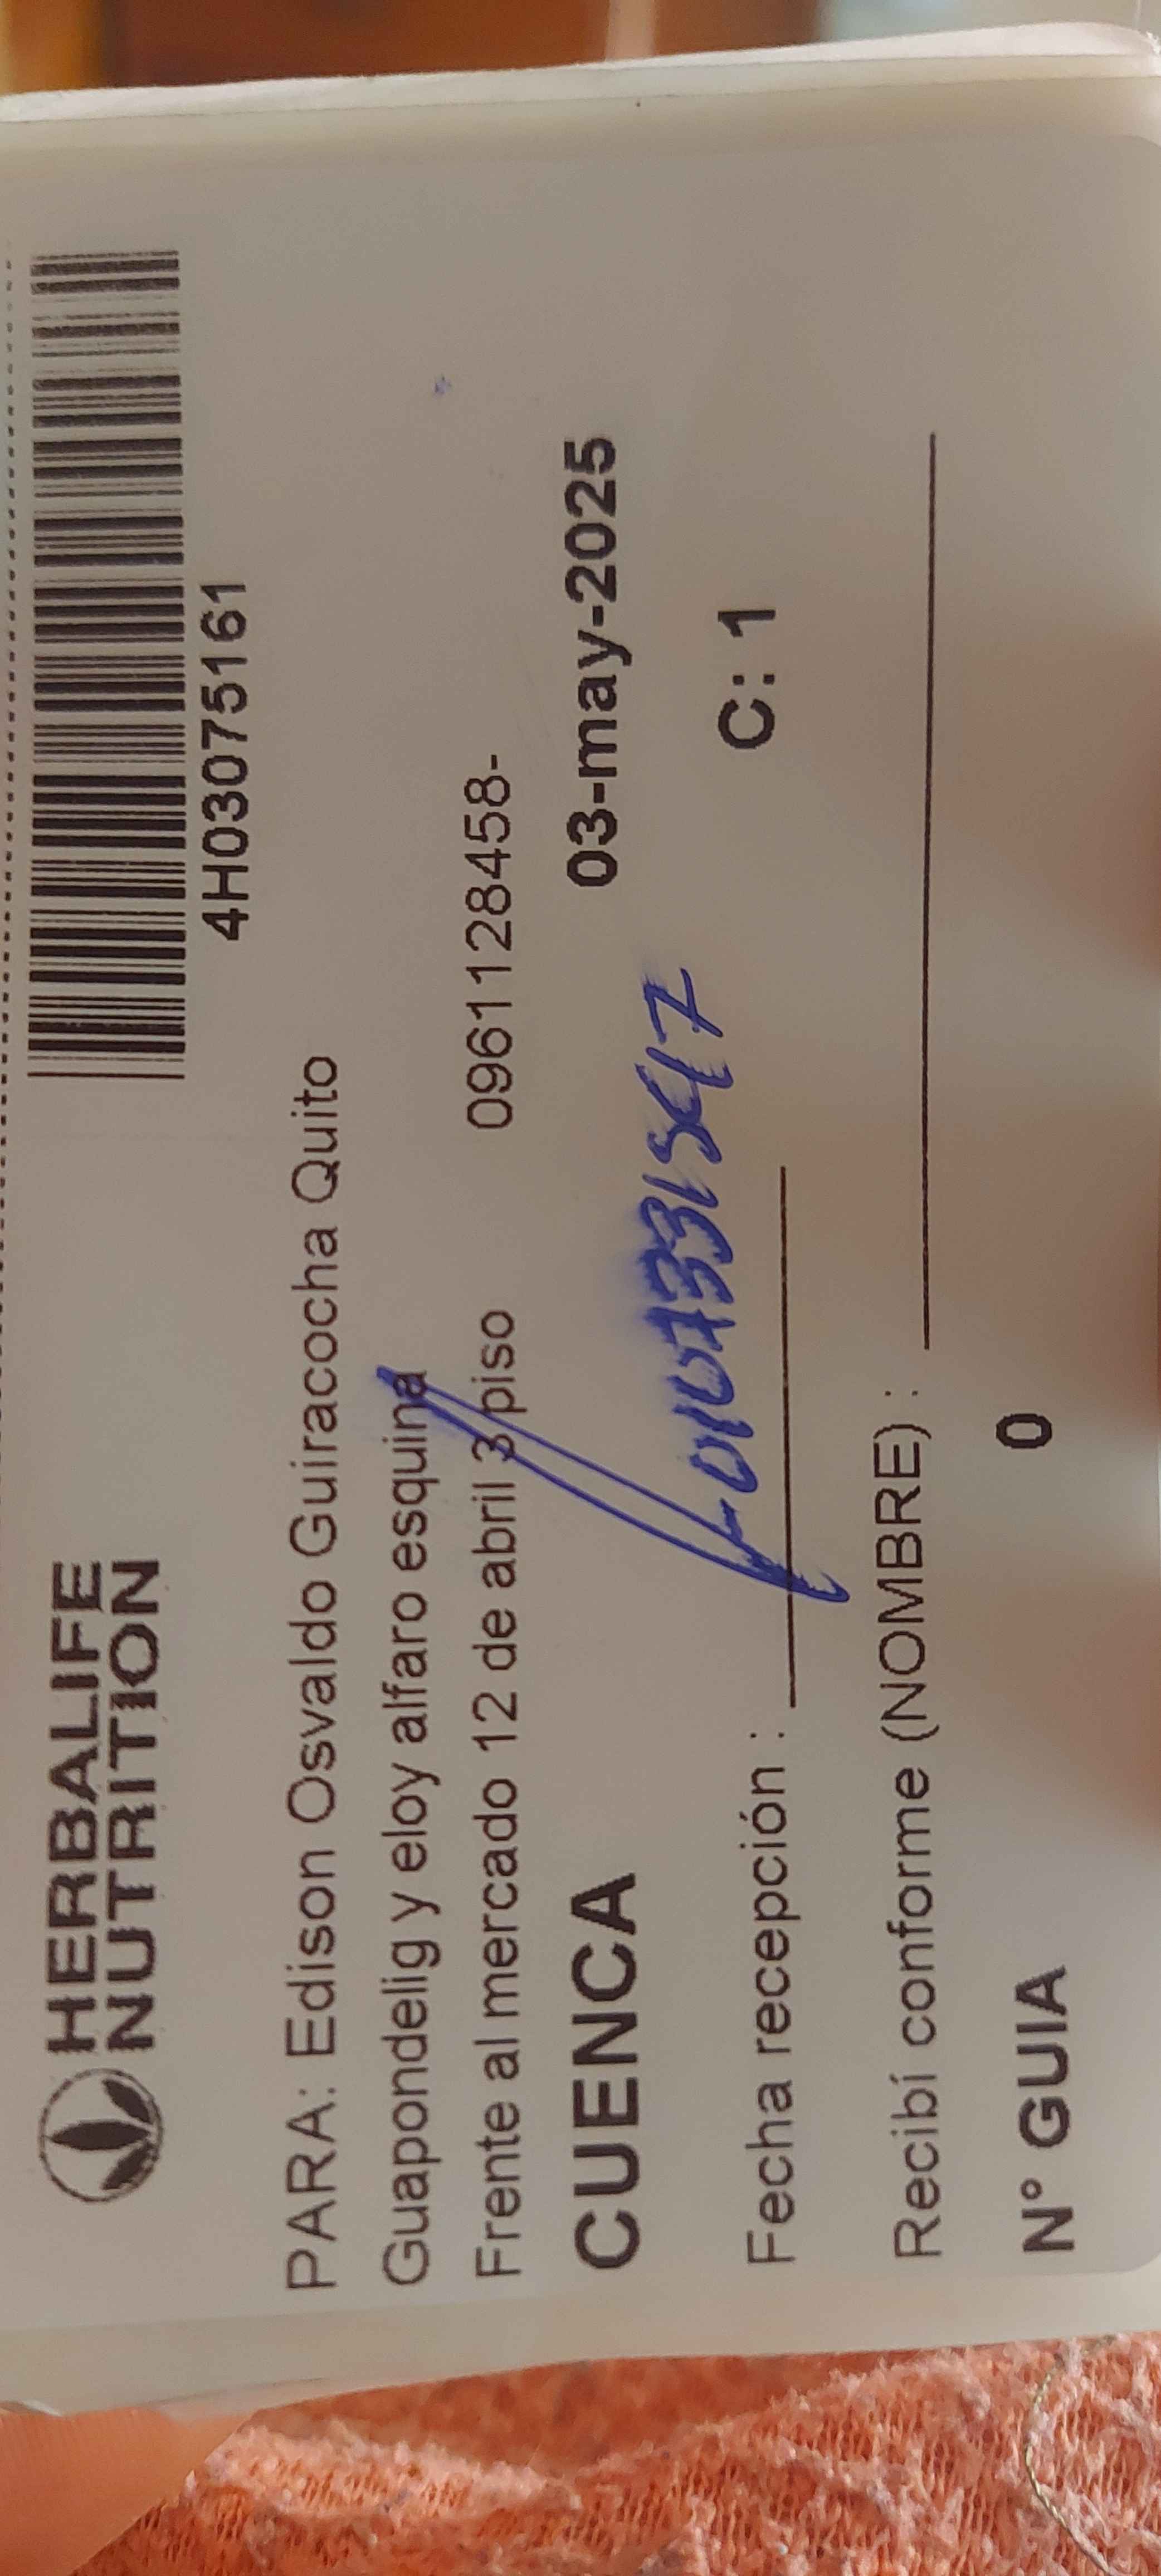 HERBALIFE
NUTRITION
4H03075161
PARA: Edison Osvaldo Guiracocha Quito
Guapondelig y eloy alfaro esquina
Frente al mercado 12 de abril 3 piso 0961128458-
CUENCA 03-may-2025
Fecha recepción : C: 1
Recibí conforme (NOMBRE) :
N° GUIA 0